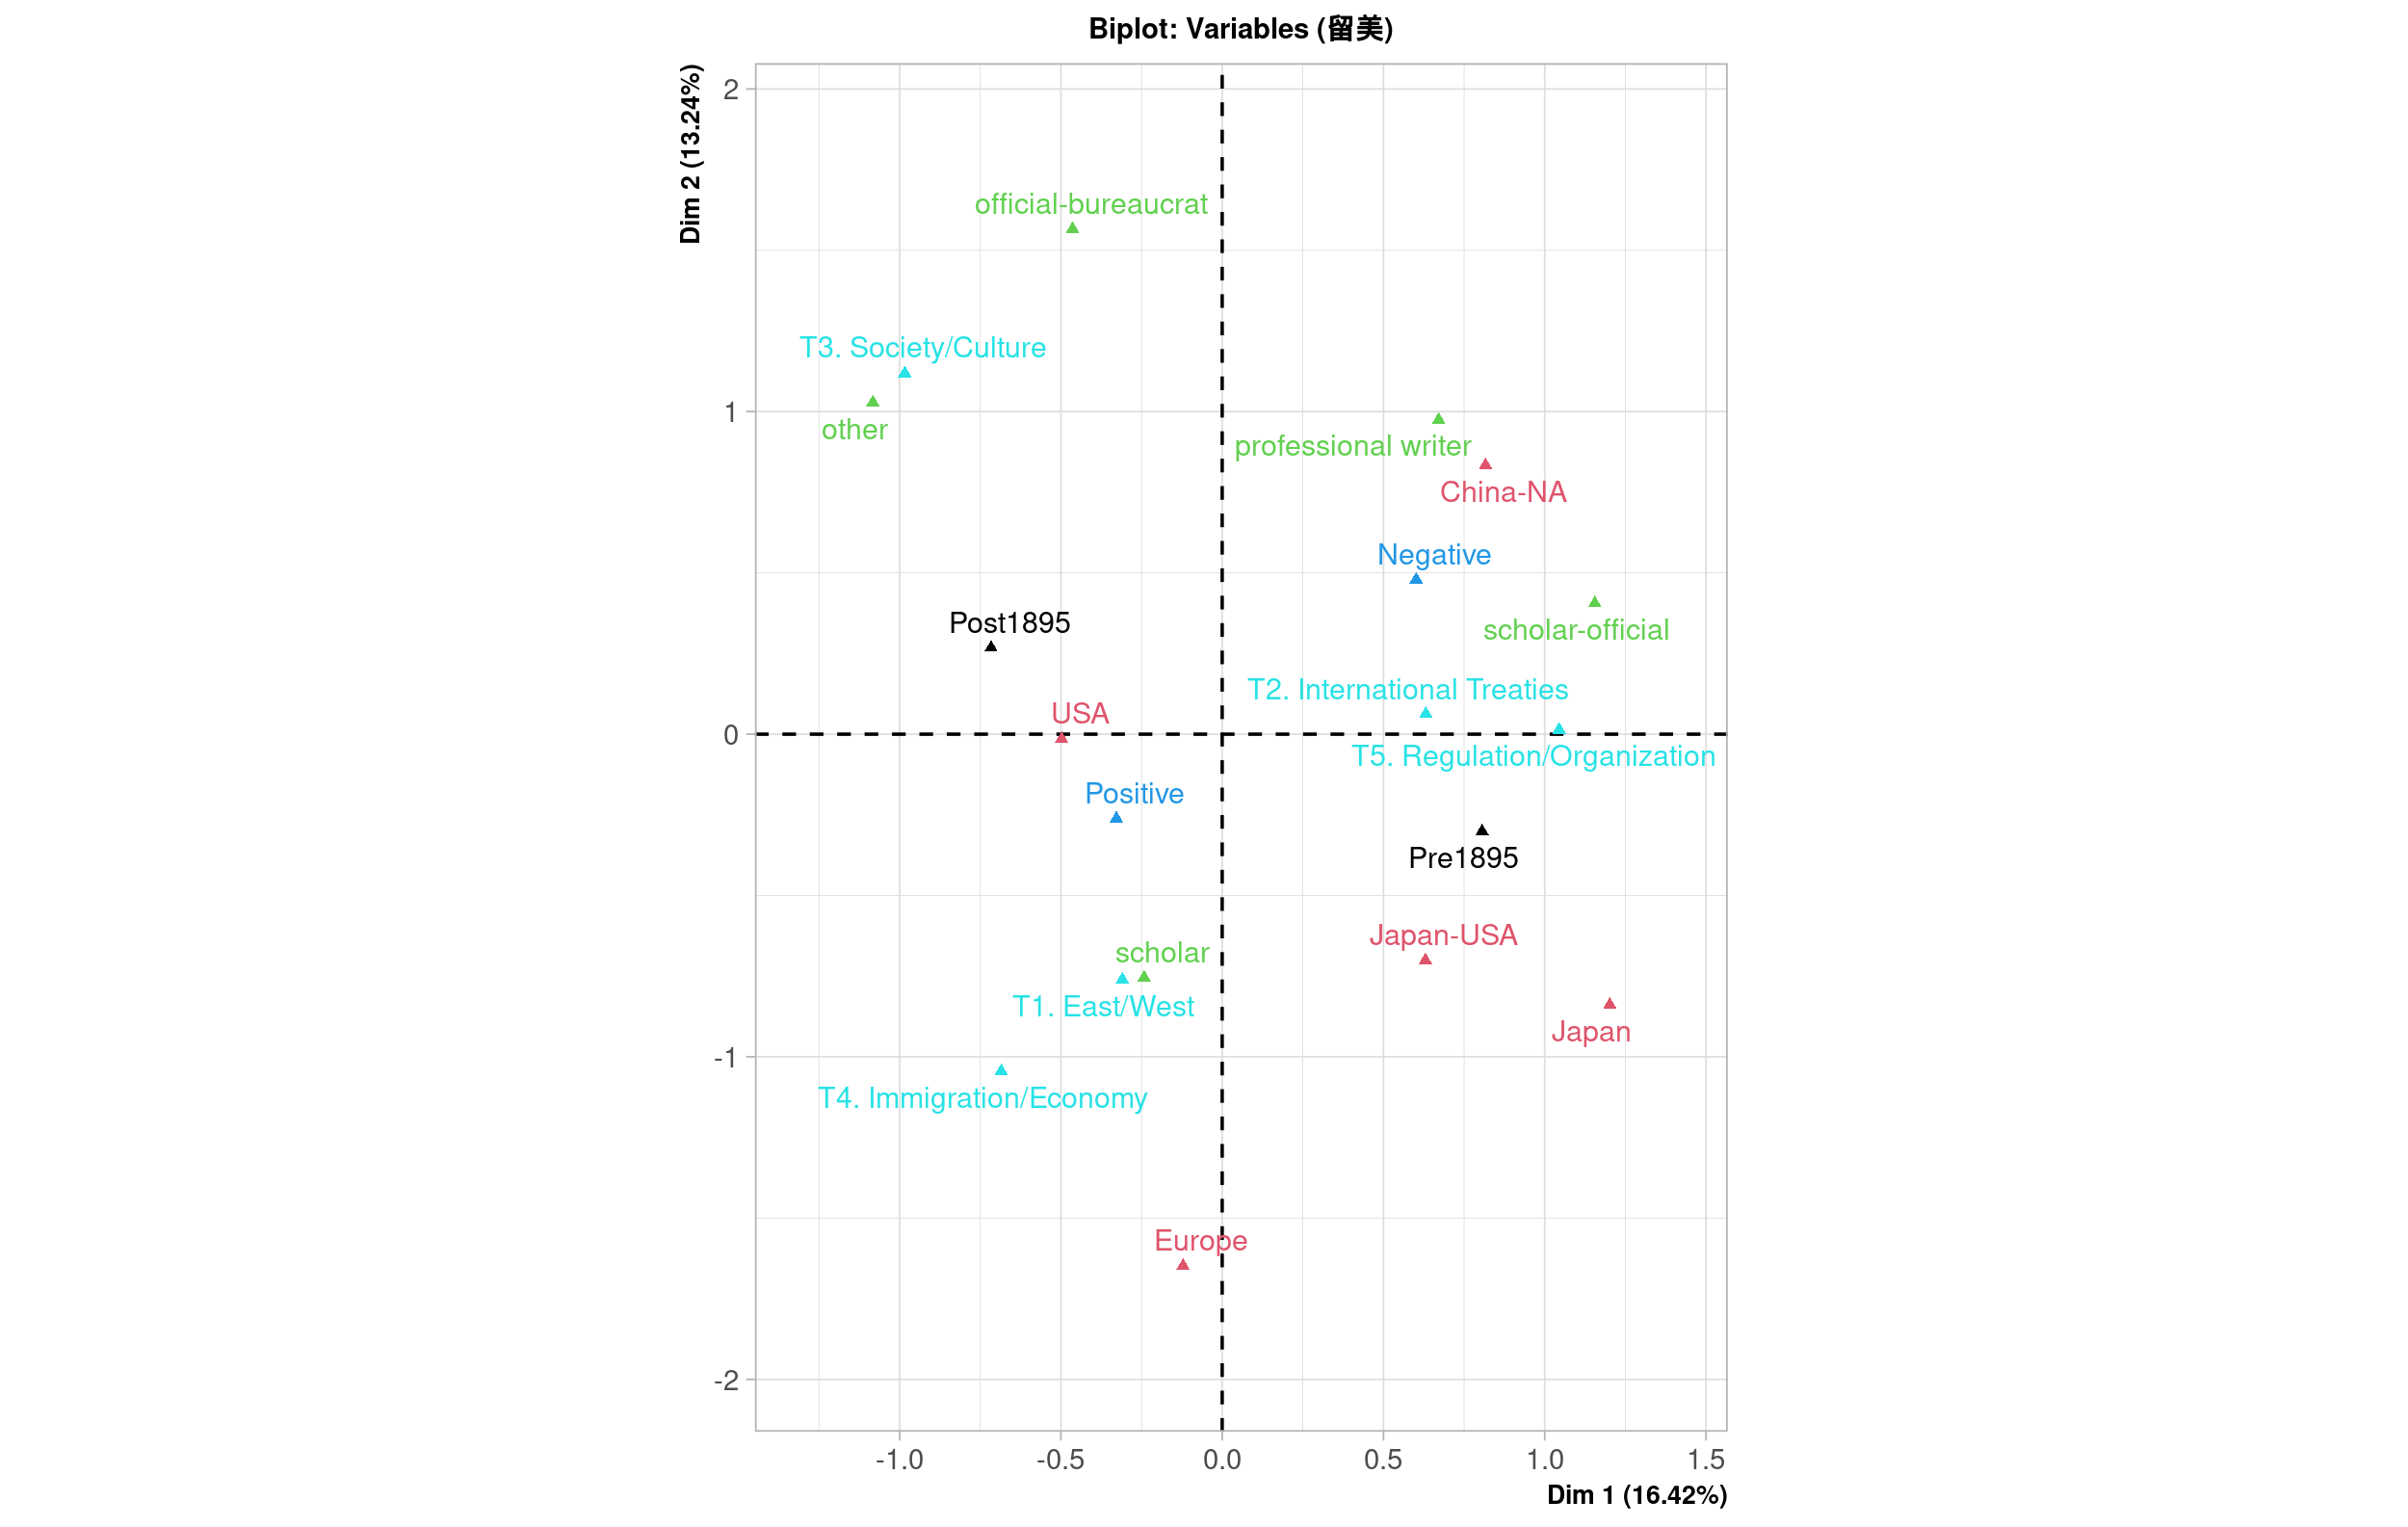 Biplot: Variables (留美)
Dim 2 (13.24%)
2
1
0
-1
-2
official-bureaucrat
T3. Society/Culture
other
professional writer
China-NA
Negative
scholar-official
Post1895
T2. International Treaties
USA
T5. Regulation/Organization
Positive
Pre1895
Japan-USA
scholar
T1. East/West
Japan
T4. Immigration/Economy
Europe
-1.0 -0.5 0.0 0.5 1.0 1.5
Dim 1 (16.42%)